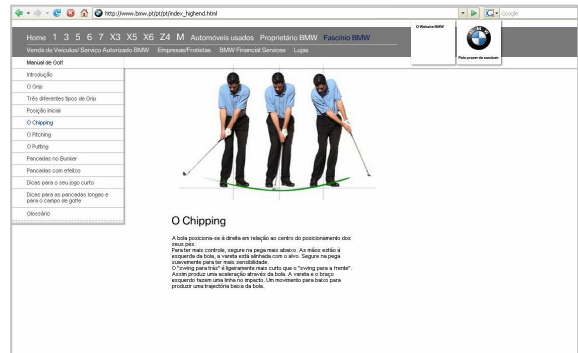 http://www.bmw.pt/pt/pt/index_highend.html
Google
Home 1 3 5 6 7 X3 X5 X6 Z4 M Automóveis usados Proprietário BMW Fascínio BMW
O Website BMW
Venda de Veículos/ Serviço Autorizado BMW Empresas/Frotistas BMW Financial Services Lojas
Pelo prazer de conduzir
Manual de Golf
Introdução
O Grip
Três diferentes tipos de Grip
Posição inicial
O Chipping
O Pitching
O Putting
Pancadas no Bunker
Pancadas com efeitos
Dicas para o seu jogo curto
Dicas para as pancadas longas e
para o campo de golfe
Glossário
O Chipping
A bola posiciona-se à direita em relação ao centro do posicionamento dos
seus pés.
Para ter mais controle, segure na pega mais abaixo. As mãos estão à
esquerda da bola, a vareta está alinhada com o alvo. Segure na pega
suavemente para ter mais sensibilidade.
O "swing para trás" é ligeiramente mais curto que o "swing para a frente".
Assim produz uma aceleração através da bola. A vareta e o braço
esquerdo fazem uma linha no impacto. Um movimento para baixo para
produzir uma trajectória baixa da bola.